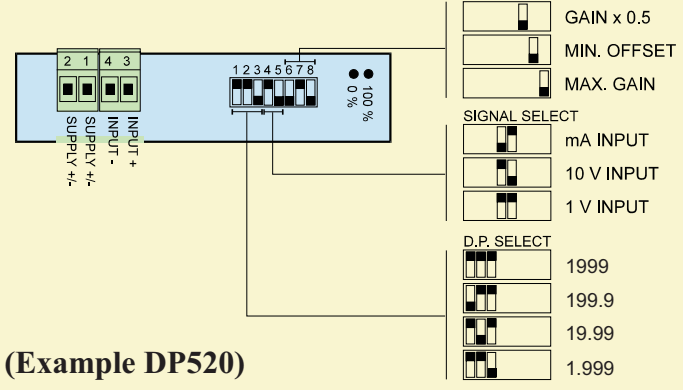 GAIN x 0.5
MIN. OFFSET
MAX. GAIN
2 1 4 3
SUPPLY +/-
SUPPLY +/-
INPUT -
INPUT +
1 2 3 4 5 6 7 8
0 %
100 %
SIGNAL SELECT
mA INPUT
10 V INPUT
1 V INPUT
D.P. SELECT
1999
199.9
19.99
1.999
(Example DP520)